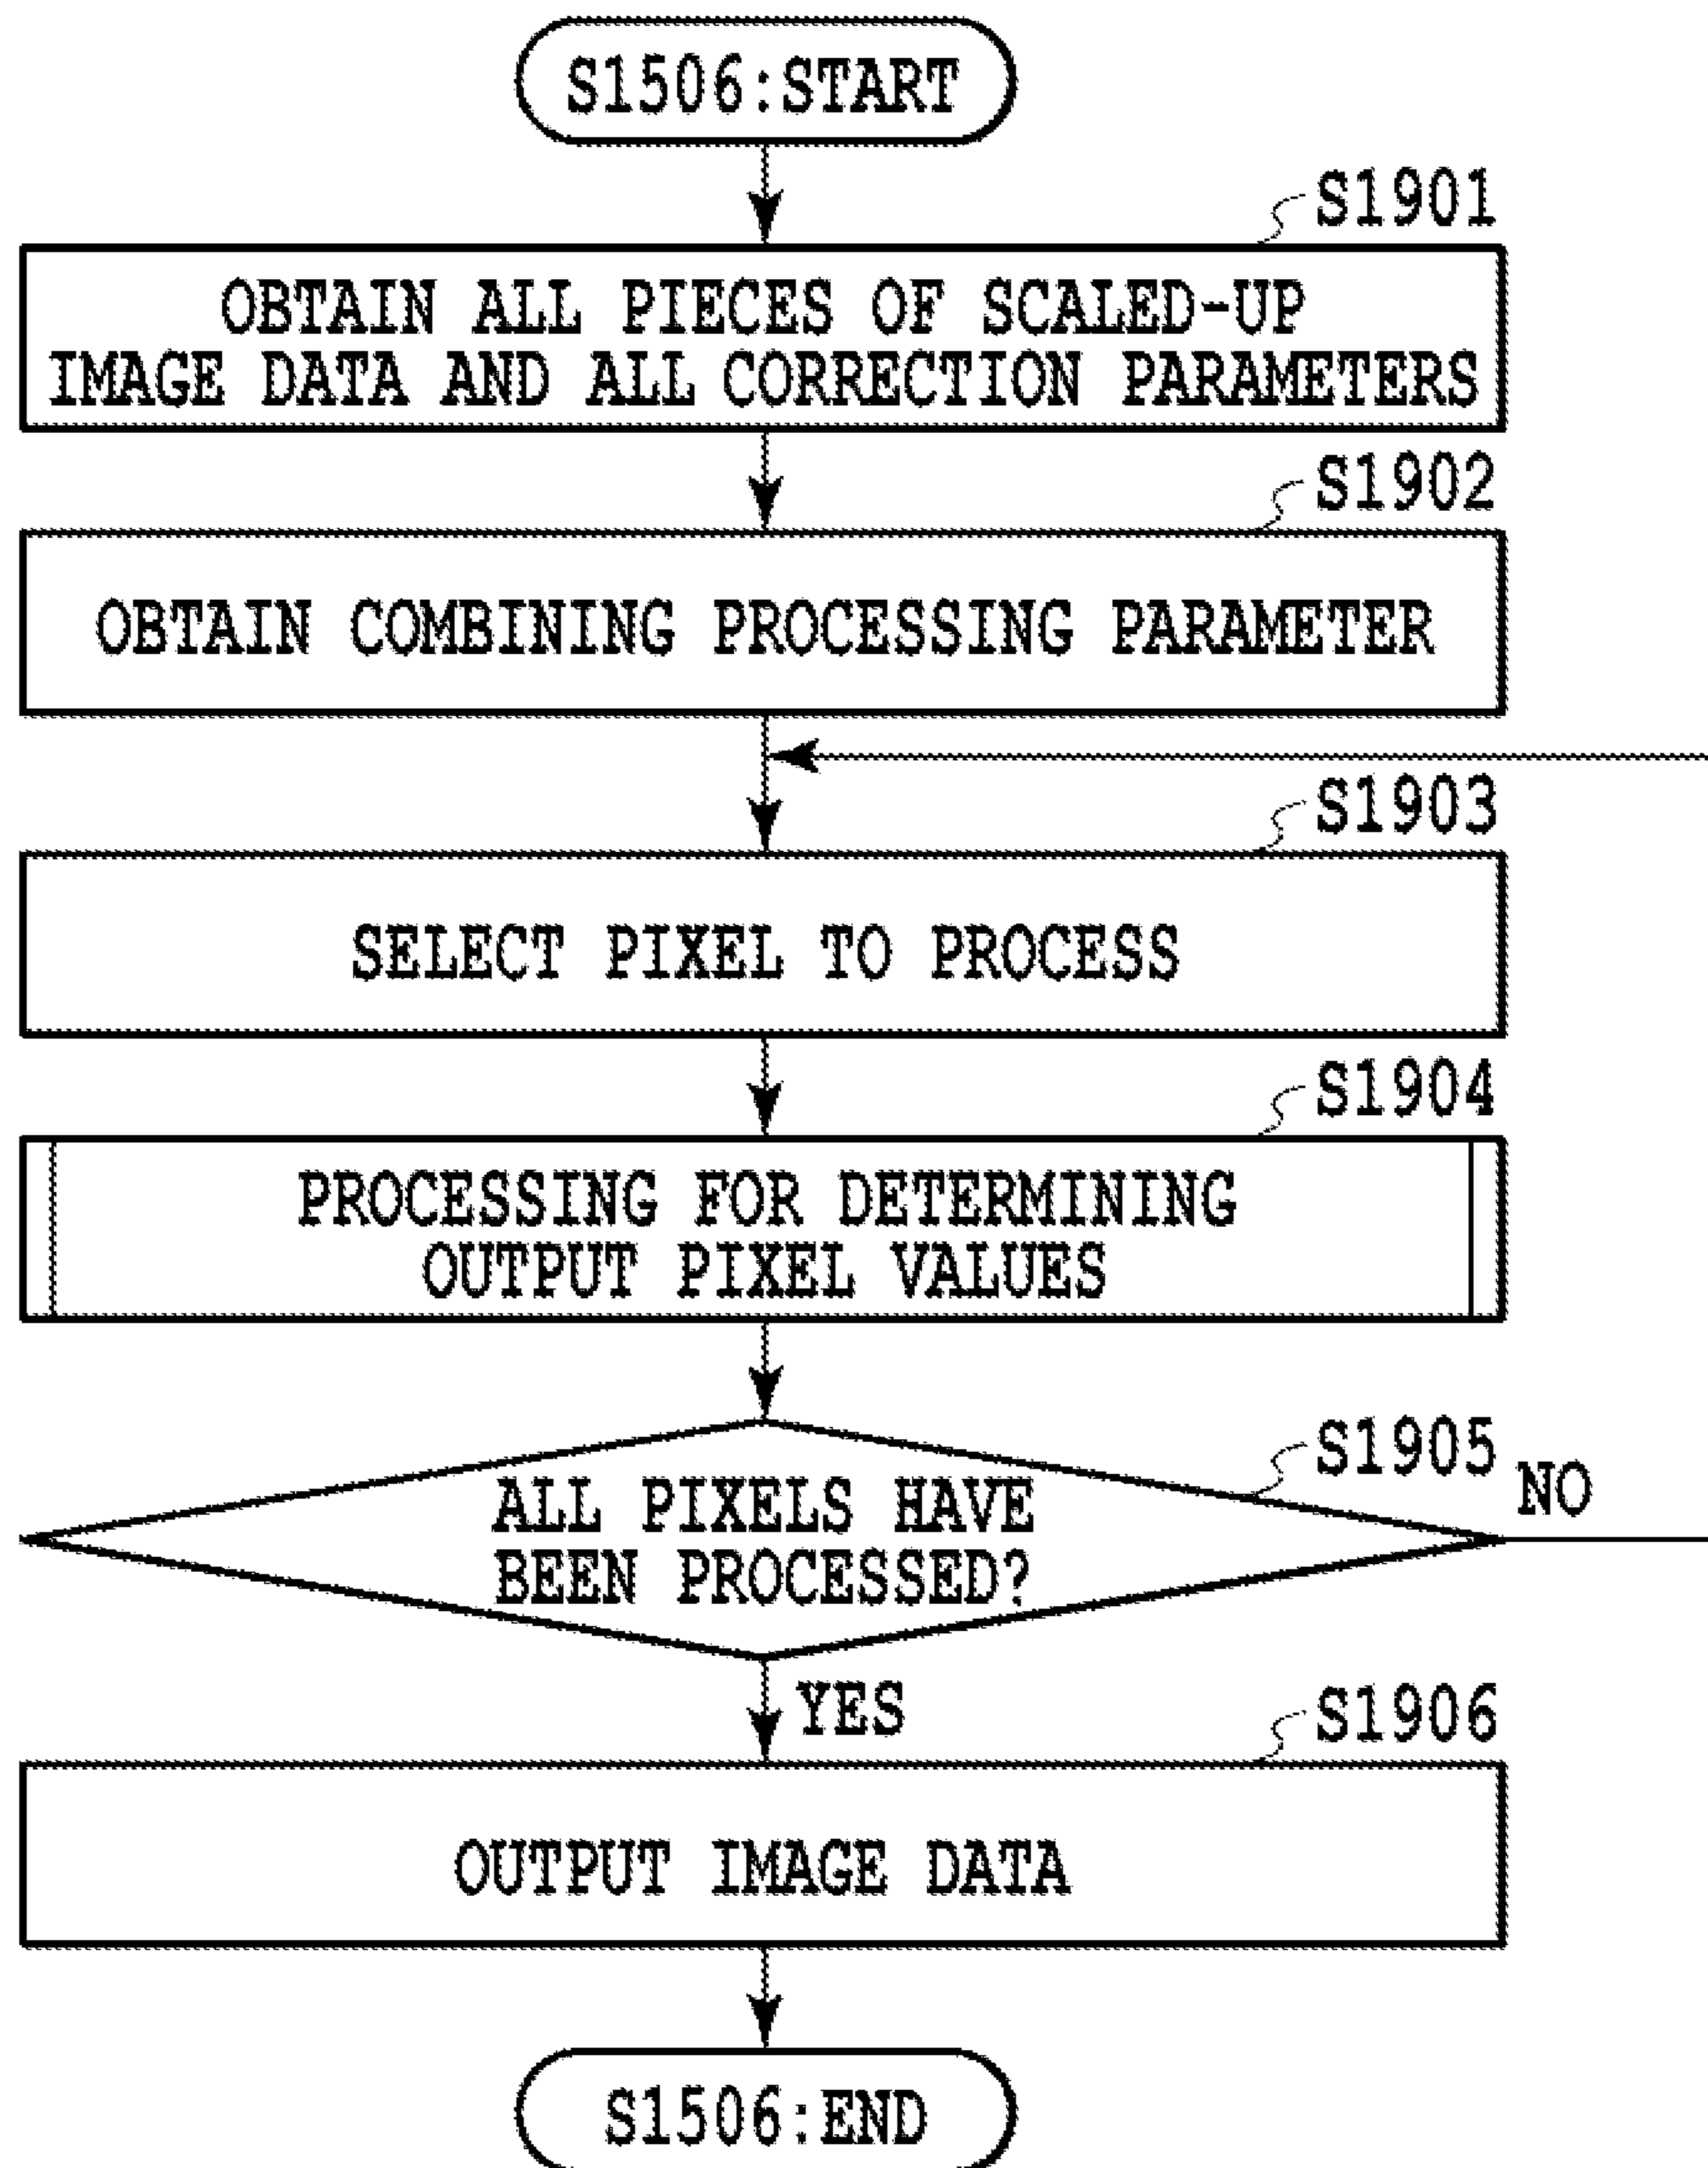 S1506:START
S1901
OBTAIN ALL PIECES OF SCALED-UP
IMAGE DATA AND ALL CORRECTION PARAMETERS
S1902
OBTAIN COMBINING PROCESSING PARAMETER
S1903
SELECT PIXEL TO PROCESS
S1904
PROCESSING FOR DETERMINING
OUTPUT PIXEL VALUES
S1905
NO
ALL PIXELS HAVE
BEEN PROCESSED?
YES
S1906
OUTPUT IMAGE DATA
S1506:END